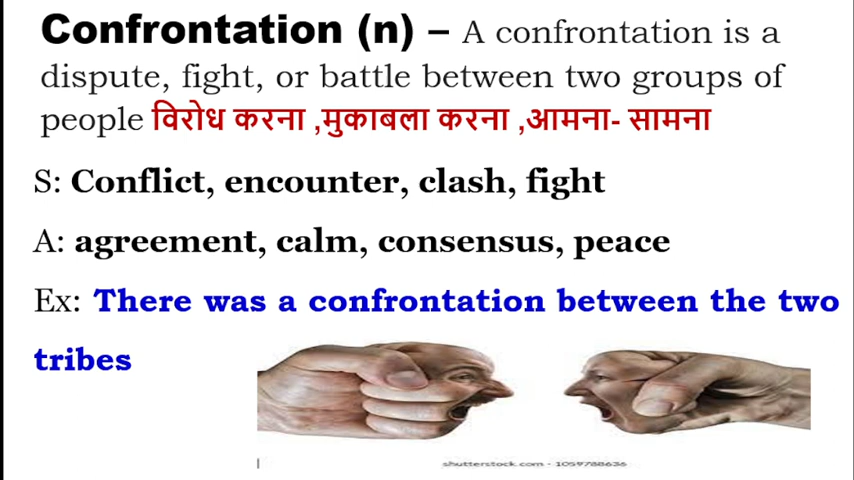 Confrontation (n) – A confrontation is a
dispute, fight, or battle between two groups of
people विरोध करना ,मुकाबला करना ,आमना- सामना
S: Conflict, encounter, clash, fight
A: agreement, calm, consensus, peace
Ex: There was a confrontation between the two
tribes
shutterstock.com · 1059788636